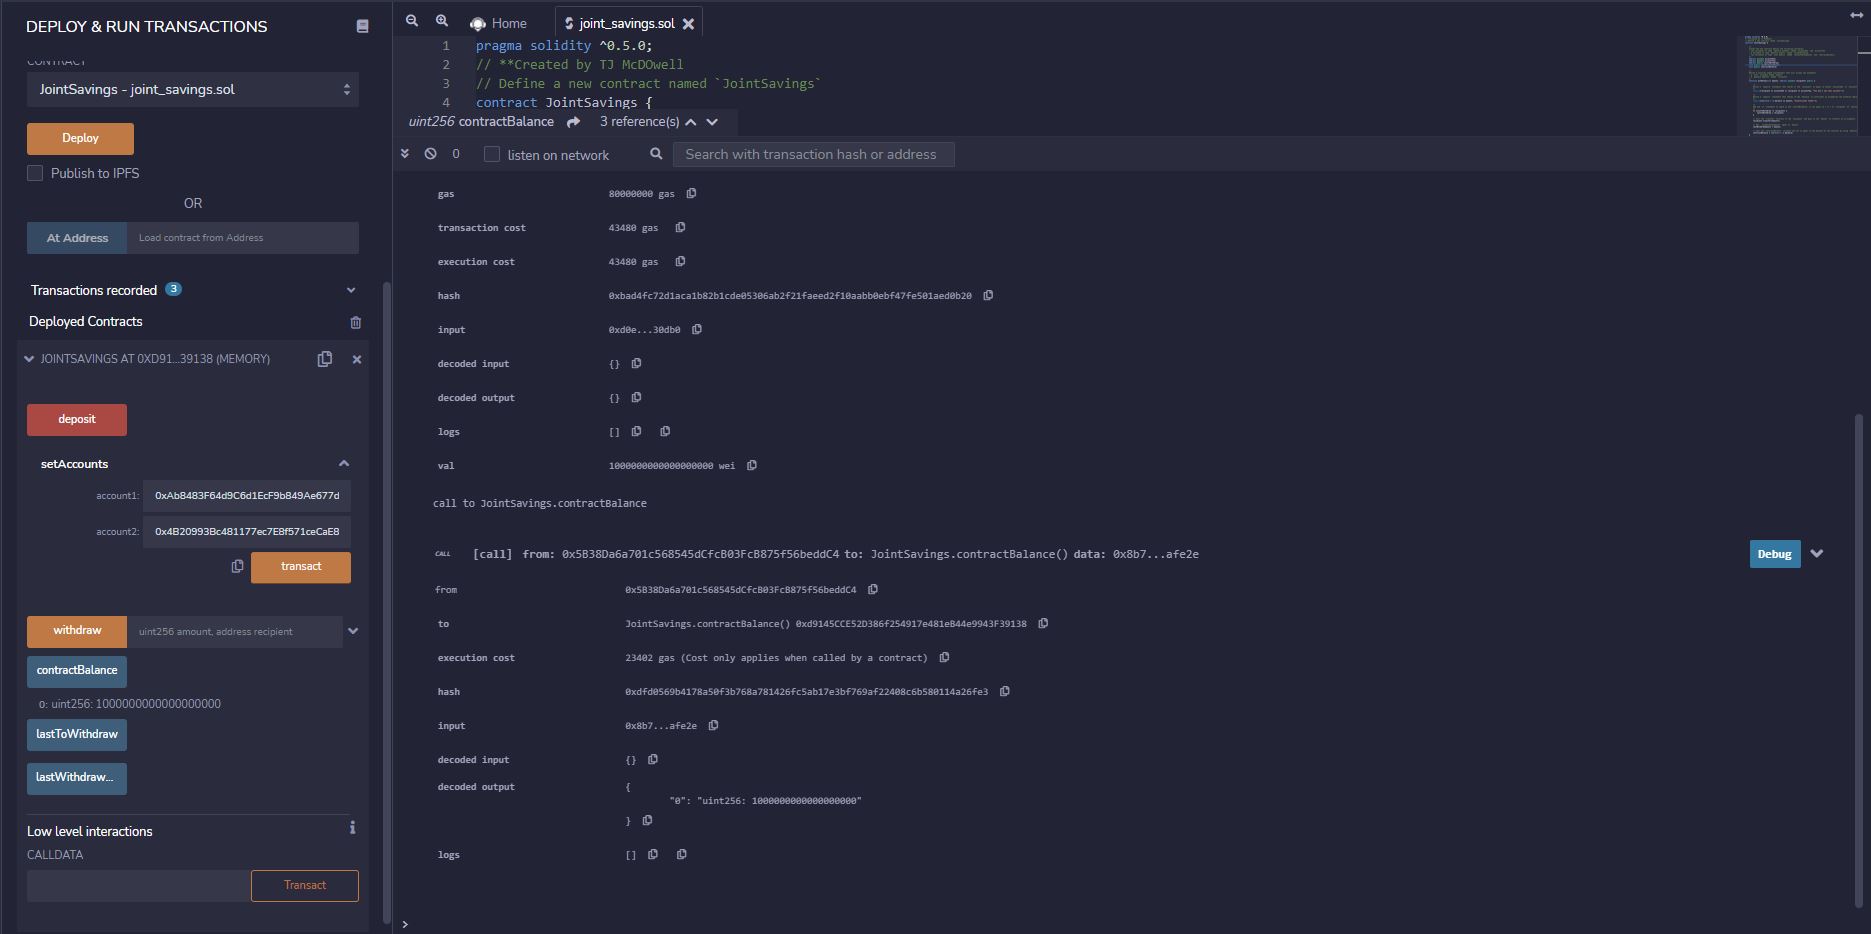 DEPLOY & RUN TRANSACTIONS
CONTRACT
JointSavings - joint_savings.sol
Deploy
Publish to IPFS
OR
At Address Load contract from Address
Transactions recorded 3
Deployed Contracts
JOINTSAVINGS AT 0XD91...39138 (MEMORY)
deposit
setAccounts
account1: 0xAb8483F64d9C6d1EcF9b849Ae677d
account2: 0x4B20993Bc481177ec7E8f571ceCaE8
transact
withdraw uint256 amount, address recipient
contractBalance
0: uint256: 1000000000000000000
lastToWithdraw
lastWithdraw...
Low level interactions
CALLDATA
Transact
Home joint_savings.sol
1 pragma solidity ^0.5.0;
2 // **Created by TJ McDOwell
3 // Define a new contract named `JointSavings`
4 contract JointSavings {
uint256 contractBalance 3 reference(s)
0 listen on network Search with transaction hash or address
gas 80000000 gas
transaction cost 43480 gas
execution cost 43480 gas
hash 0xbad4fc72d1aca1b82b1cde05306ab2f21faeed2f10aabb0ebf47fe501aed0b20
input 0xd0e...30db0
decoded input {}
decoded output {}
logs []
val 1000000000000000000 wei
call to JointSavings.contractBalance
CALL [call] from: 0x5B38Da6a701c568545dCfcB03FcB875f56beddC4 to: JointSavings.contractBalance() data: 0x8b7...afe2e Debug
from 0x5B38Da6a701c568545dCfcB03FcB875f56beddC4
to JointSavings.contractBalance() 0xd9145CCE52D386f254917e481eB44e9943F39138
execution cost 23402 gas (Cost only applies when called by a contract)
hash 0xdfd0569b4178a50f3b768a781426fc5ab17e3bf769af22408c6b580114a26fe3
input 0x8b7...afe2e
decoded input {}
decoded output {
"0": "uint256: 1000000000000000000"
}
logs []
>